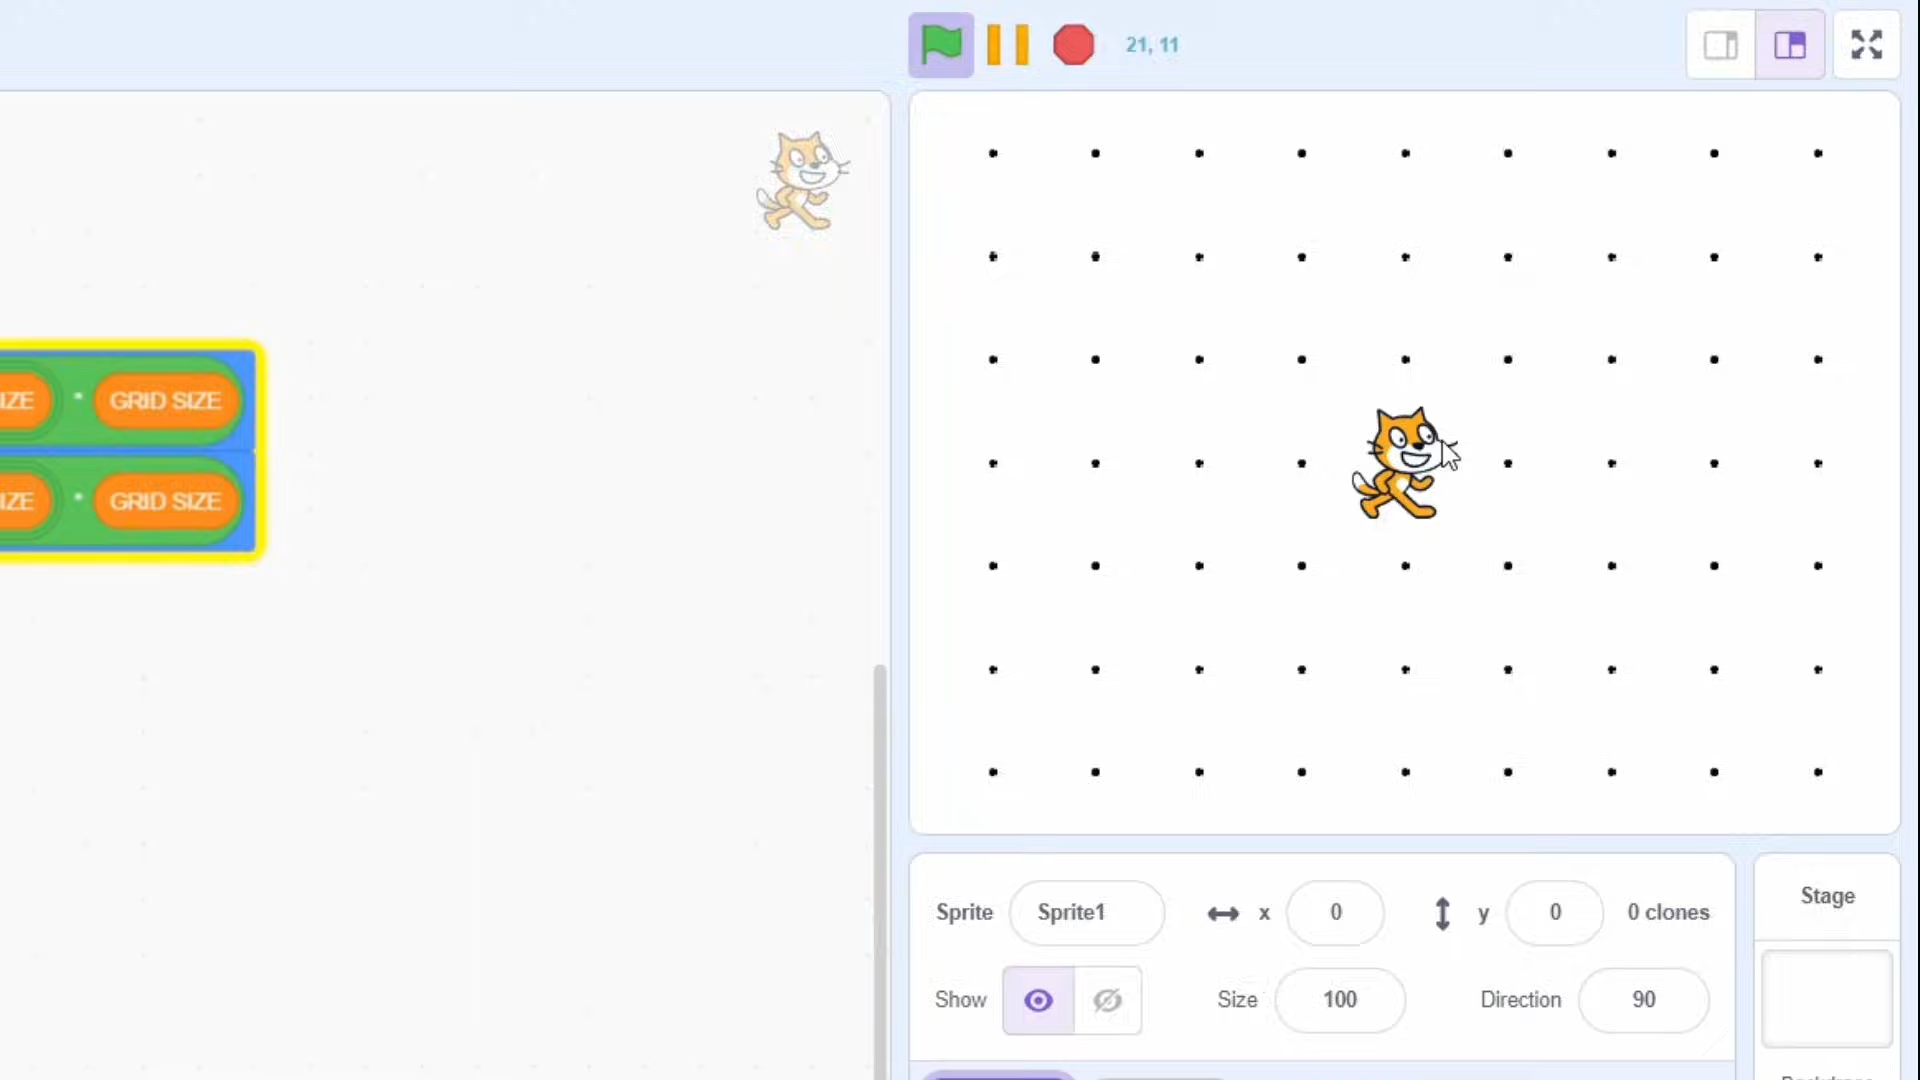 21, 11
IZE * GRID SIZE
IZE * GRID SIZE
Sprite Sprite1 x 0 y 0 0 clones
Show Size 100 Direction 90
Stage